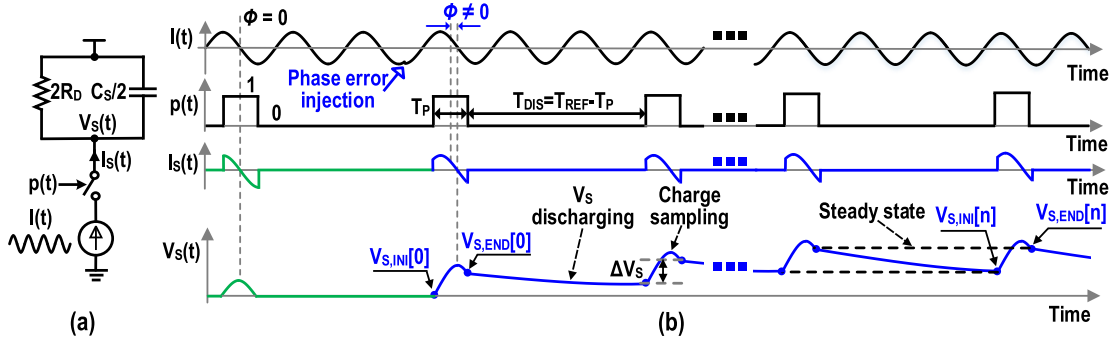 Φ = 0
Φ ≠ 0
I(t)
Phase error
injection
Time
2R_D
C_S/2
V_S(t)
I_S(t)
p(t)
I(t)
(a)
p(t)
1
0
T_P
T_DIS=T_REF-T_P
Time
I_S(t)
Time
V_S(t)
V_S,INI[0]
V_S,END[0]
V_S
discharging
Charge
sampling
ΔV_S
Steady state
V_S,INI[n]
V_S,END[n]
Time
(b)